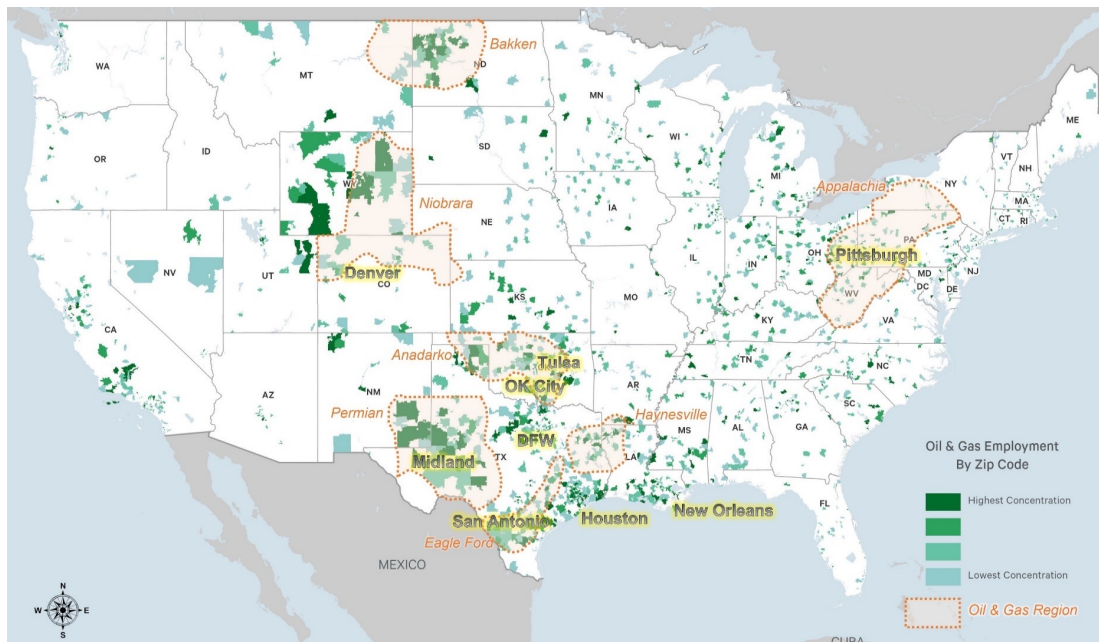 WA
MT
ND
Bakken
MN
ME
OR
ID
SD
WI
MI
VT
NH
NY
MA
CT
RI
WY
Niobrara
NE
IA
Appalachia
PA
NJ
Pittsburgh
OH
MD
DE
DC
NV
UT
Denver
CO
IL
IN
WV
VA
KS
MO
KY
CA
Anadarko
Tulsa
OK
OK City
TN
NC
AZ
NM
AR
SC
Permian
Haynesville
MS
AL
GA
DFW
Midland
TX
LA
FL
San Antonio
Houston
New Orleans
Eagle Ford
MEXICO
CUBA
Oil & Gas Employment
By Zip Code
Highest Concentration
Lowest Concentration
Oil & Gas Region
N
W
E
S